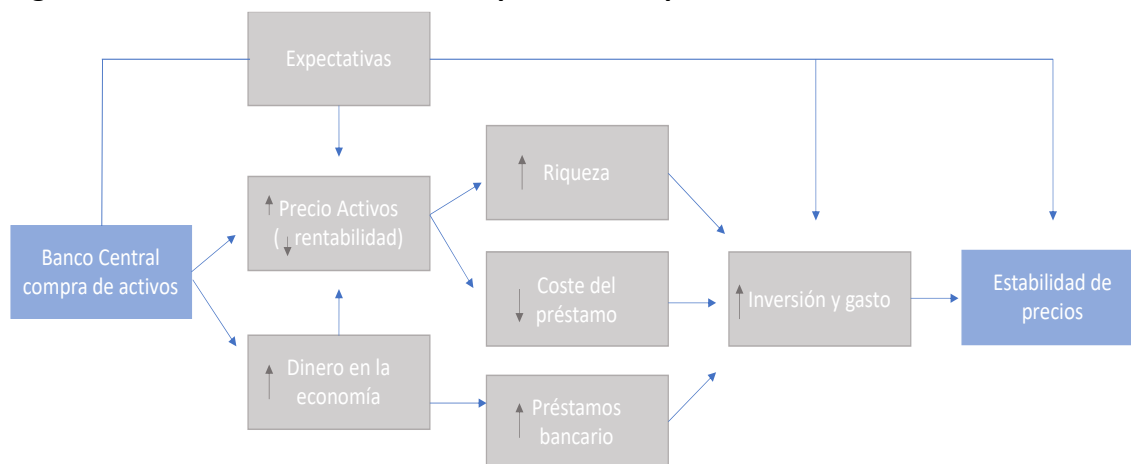 Expectativas
Riqueza
Precio Activos
( rentabilidad)
Banco Central
compra de activos
Coste del
préstamo
Inversión y gasto
Estabilidad de
precios
Dinero en la
economía
Préstamos
bancario